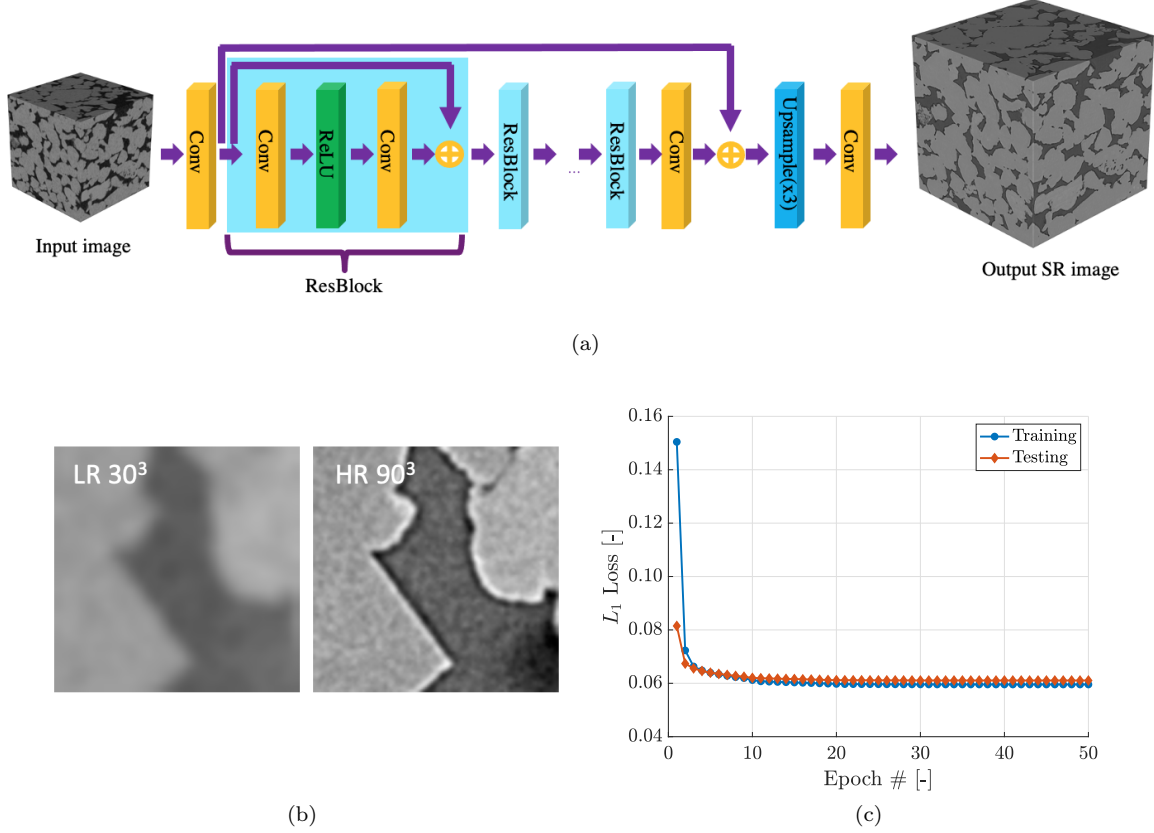 Input image
Conv
Conv
ReLU
Conv
ResBlock
...
ResBlock
Conv
Upsample(x3)
Conv
Output SR image
ResBlock
(a)
LR 30³
HR 90³
(b)
0.16
0.14
0.12
0.10
0.08
0.06
0.04
L₁ Loss [-]
Training
Testing
0
10
20
30
40
50
Epoch # [-]
(c)